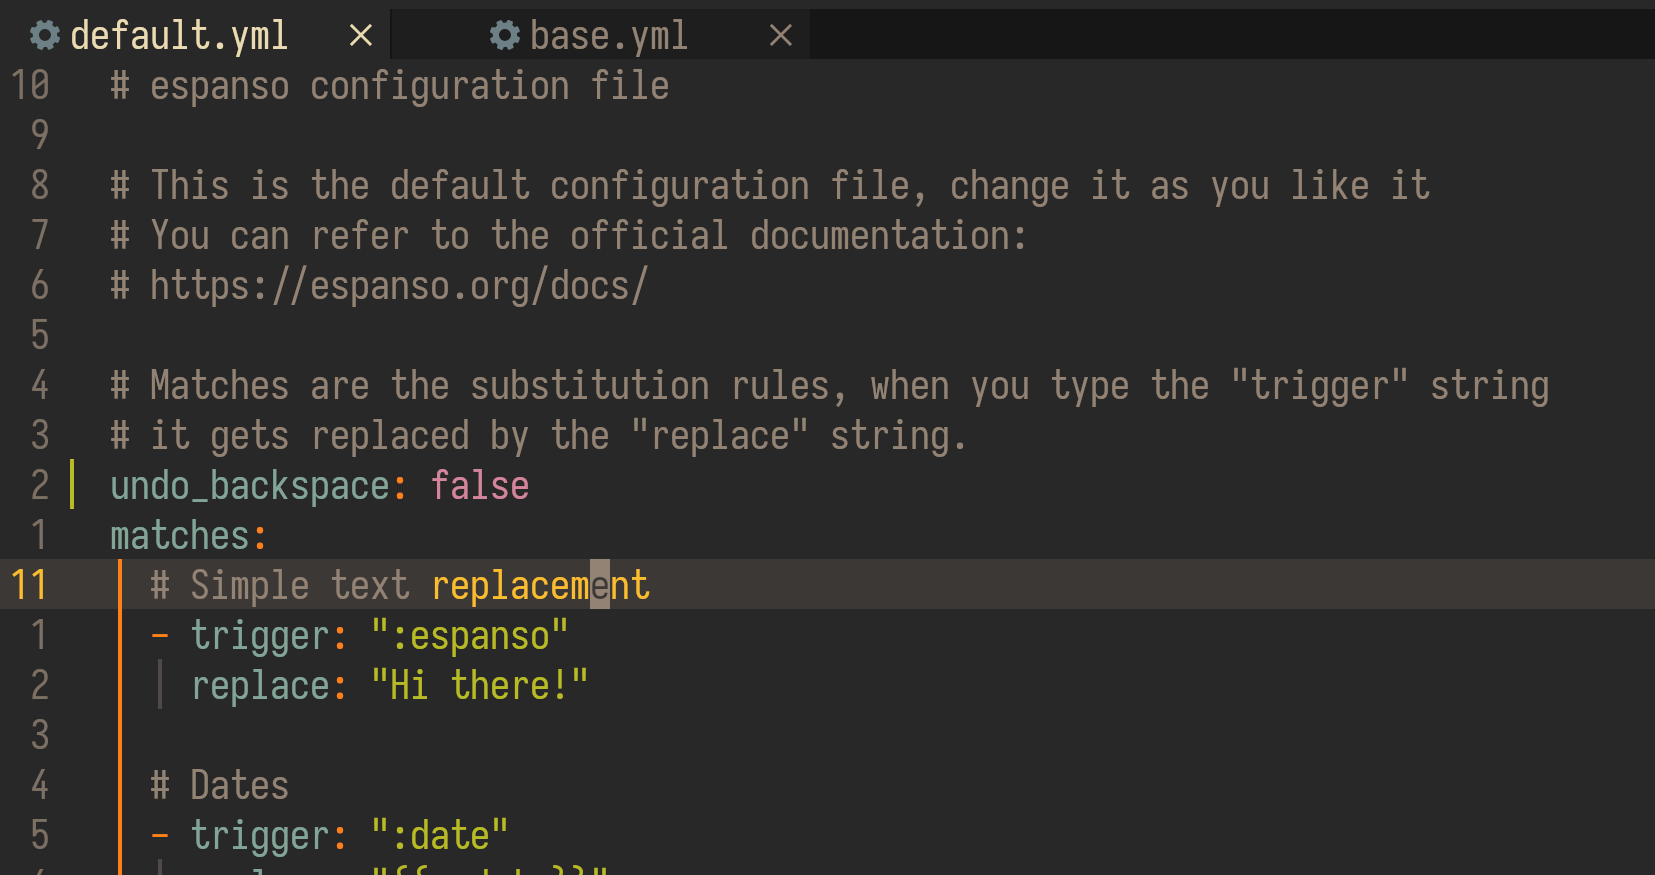 default.yml × base.yml ×
10 # espanso configuration file
9
8 # This is the default configuration file, change it as you like it
7 # You can refer to the official documentation:
6 # https://espanso.org/docs/
5
4 # Matches are the substitution rules, when you type the "trigger" string
3 # it gets replaced by the "replace" string.
2 undo_backspace: false
1 matches:
11 # Simple text replacement
1 - trigger: ":espanso"
2 replace: "Hi there!"
3
4 # Dates
5 - trigger: ":date"